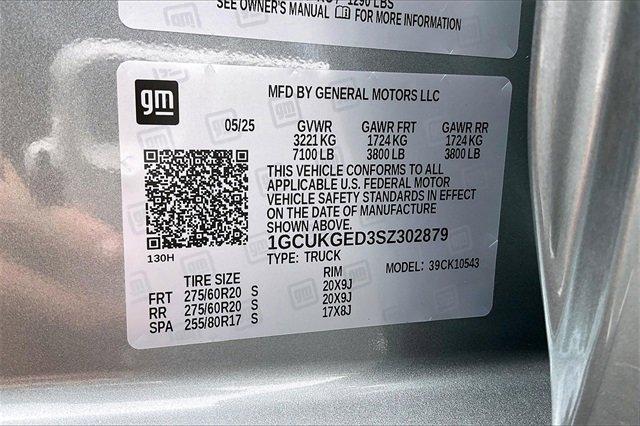 1290 LBS
SEE OWNER'S MANUAL FOR MORE INFORMATION
gm
MFD BY GENERAL MOTORS LLC
05/25 GVWR GAWR FRT GAWR RR
3221 KG 1724 KG 1724 KG
7100 LB 3800 LB 3800 LB
THIS VEHICLE CONFORMS TO ALL
APPLICABLE U.S. FEDERAL MOTOR
VEHICLE SAFETY STANDARDS IN EFFECT
ON THE DATE OF MANUFACTURE
SHOWN ABOVE.
1GCUKGED3SZ302879
130H
TYPE: TRUCK
MODEL: 39CK10543
TIRE SIZE RIM
FRT 275/60R20 S 20X9J
RR 275/60R20 S 20X9J
SPA 255/80R17 S 17X8J